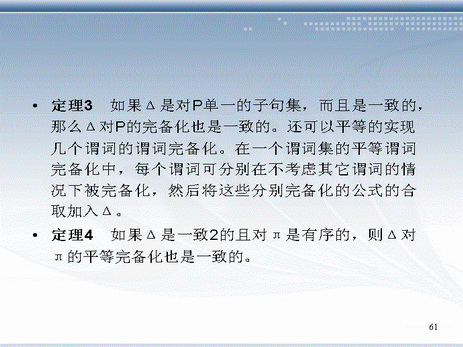 • 定理3 如果Δ是对P单一的子句集，而且是一致的，
那么Δ对P的完备化也是一致的。还可以平等的实现
几个谓词的谓词完备化。在一个谓词集的平等谓词
完备化中，每个谓词可分别在不考虑其它谓词的情
况下被完备化，然后将这些分别完备化的公式的合
取加入Δ。
• 定理4 如果Δ是一致2的且对π是有序的，则Δ对
π的平等完备化也是一致的。
61